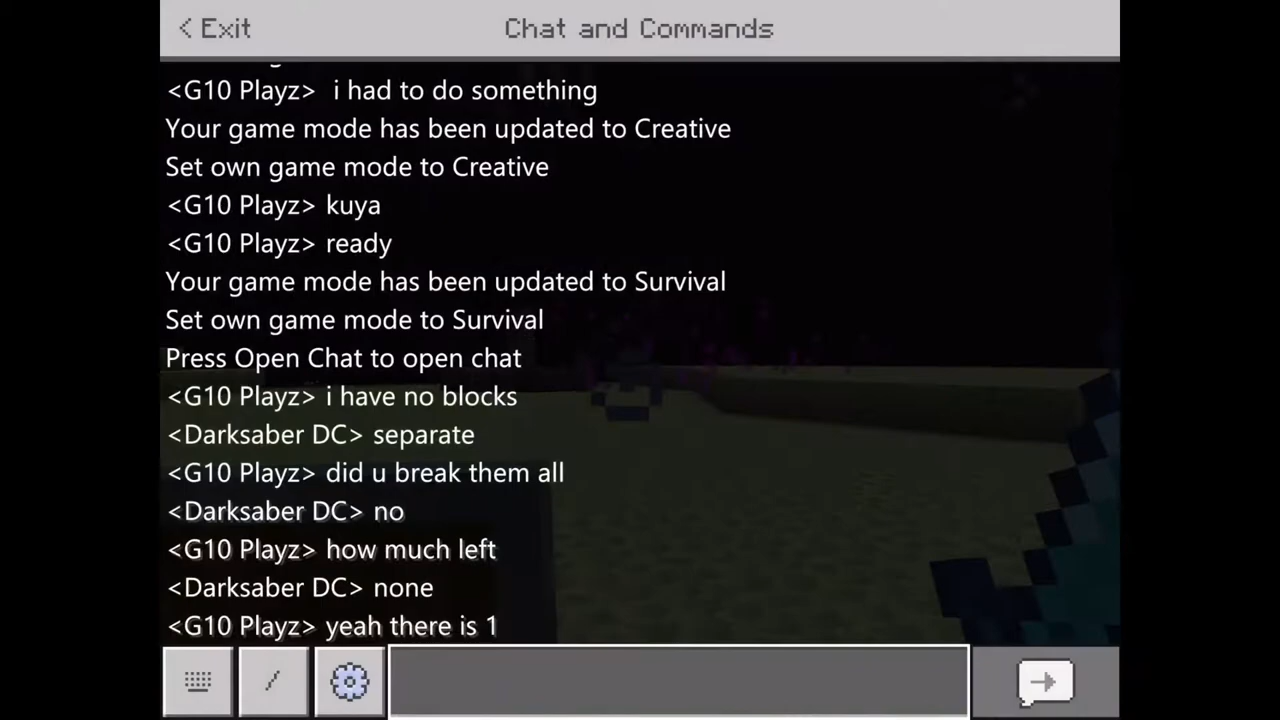 < Exit
Chat and Commands
<G10 Playz>  i had to do something
Your game mode has been updated to Creative
Set own game mode to Creative
<G10 Playz> kuya
<G10 Playz> ready
Your game mode has been updated to Survival
Set own game mode to Survival
Press Open Chat to open chat
<G10 Playz> i have no blocks
<Darksaber DC> separate
<G10 Playz> did u break them all
<Darksaber DC> no
<G10 Playz> how much left
<Darksaber DC> none
<G10 Playz> yeah there is 1
/